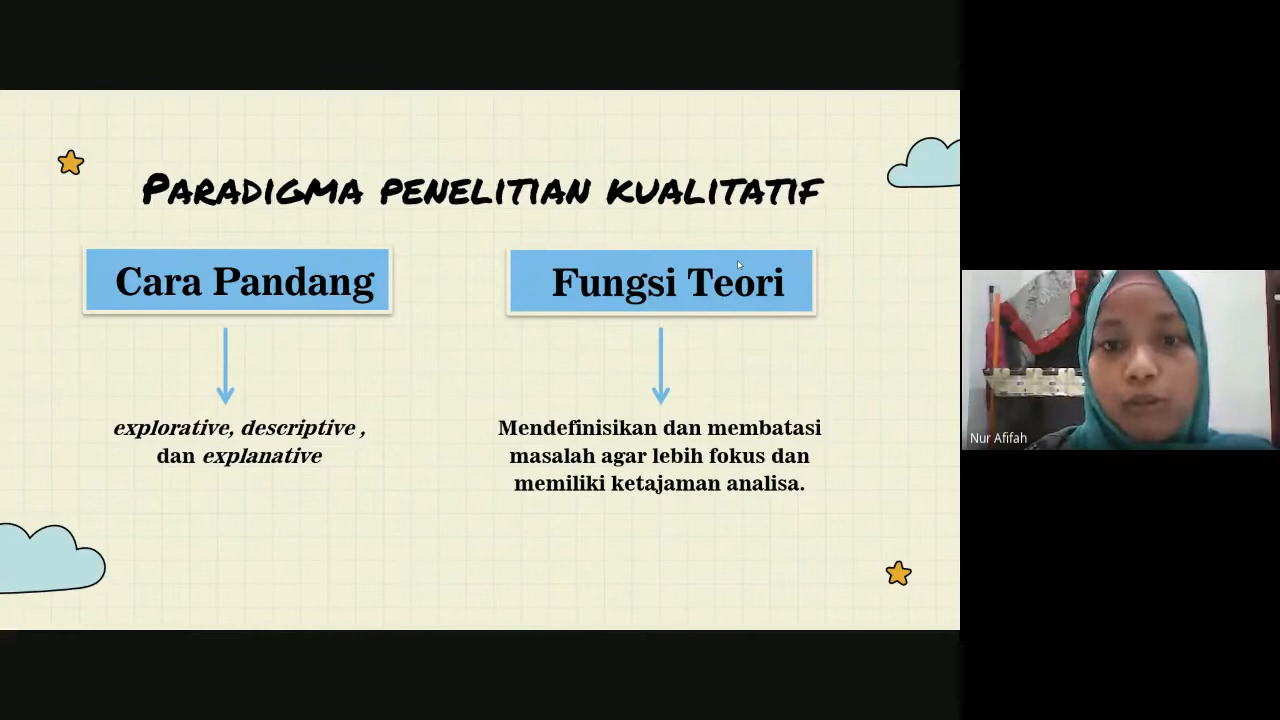 PARADIGMA PENELITIAN KUALITATIF
Cara Pandang
Fungsi Teori
explorative, descriptive ,
dan explanative
Mendefinisikan dan membatasi
masalah agar lebih fokus dan
memiliki ketajaman analisa.
Nur Afifah